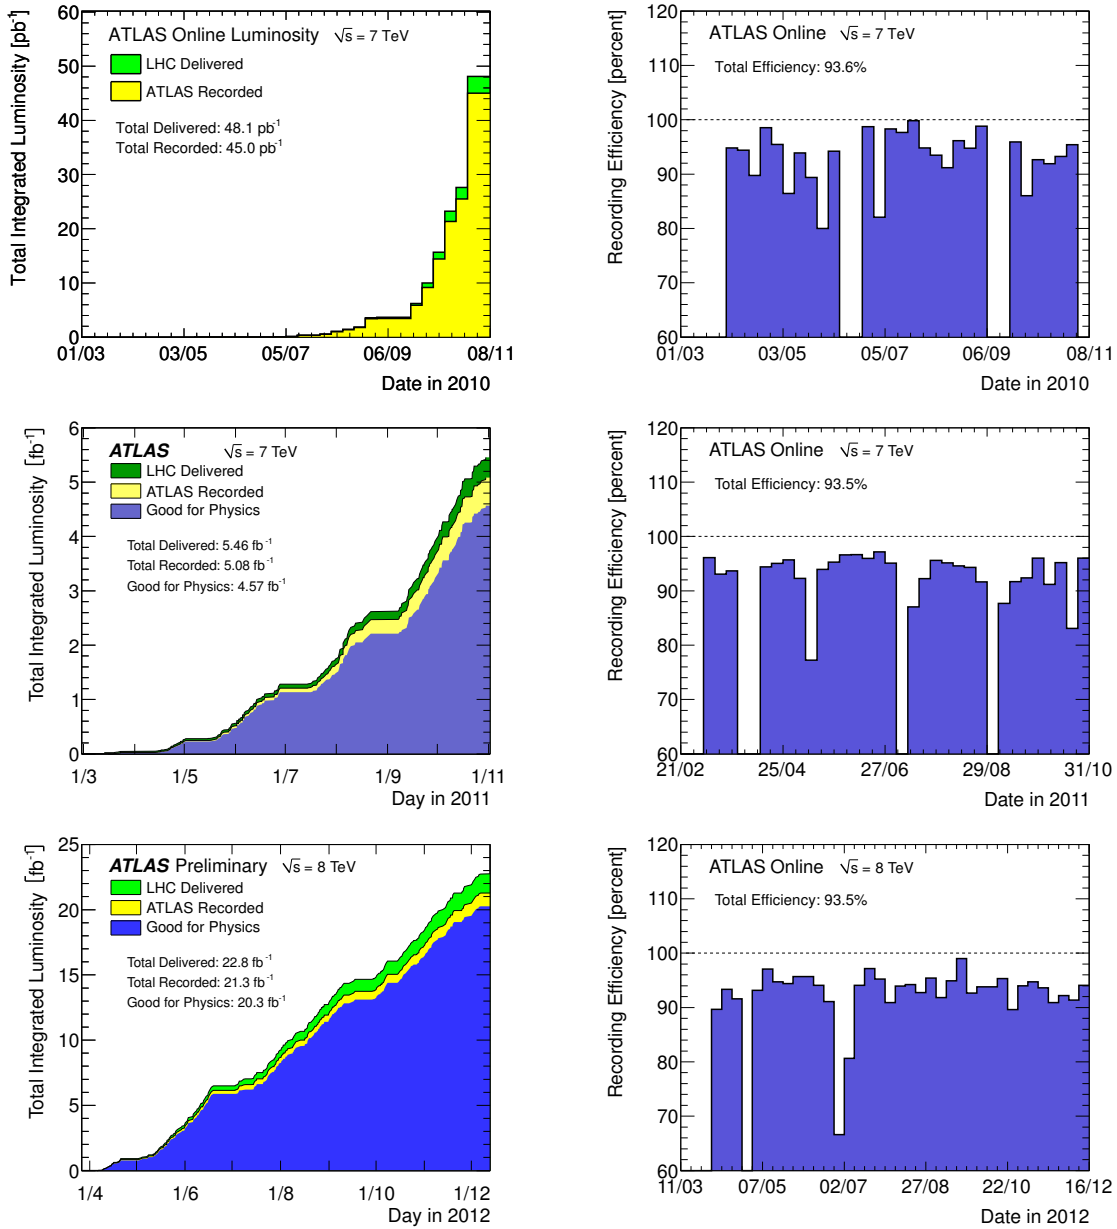 ATLAS Online Luminosity √s = 7 TeV
LHC Delivered
ATLAS Recorded
Total Delivered: 48.1 pb⁻¹
Total Recorded: 45.0 pb⁻¹
Total Integrated Luminosity [pb⁻¹]
60
50
40
30
20
10
0
01/03 03/05 05/07 06/09 08/11
Date in 2010
ATLAS Online √s = 7 TeV
Total Efficiency: 93.6%
Recording Efficiency [percent]
120
110
100
90
80
70
60
01/03 03/05 05/07 06/09 08/11
Date in 2010
ATLAS √s = 7 TeV
LHC Delivered
ATLAS Recorded
Good for Physics
Total Delivered: 5.46 fb⁻¹
Total Recorded: 5.08 fb⁻¹
Good for Physics: 4.57 fb⁻¹
Total Integrated Luminosity [fb⁻¹]
6
5
4
3
2
1
0
1/3 1/5 1/7 1/9 1/11
Day in 2011
ATLAS Online √s = 7 TeV
Total Efficiency: 93.5%
Recording Efficiency [percent]
120
110
100
90
80
70
60
21/02 25/04 27/06 29/08 31/10
Date in 2011
ATLAS Preliminary √s = 8 TeV
LHC Delivered
ATLAS Recorded
Good for Physics
Total Delivered: 22.8 fb⁻¹
Total Recorded: 21.3 fb⁻¹
Good for Physics: 20.3 fb⁻¹
Total Integrated Luminosity [fb⁻¹]
25
20
15
10
5
0
1/4 1/6 1/8 1/10 1/12
Day in 2012
ATLAS Online √s = 8 TeV
Total Efficiency: 93.5%
Recording Efficiency [percent]
120
110
100
90
80
70
60
11/03 07/05 02/07 27/08 22/10 16/12
Date in 2012